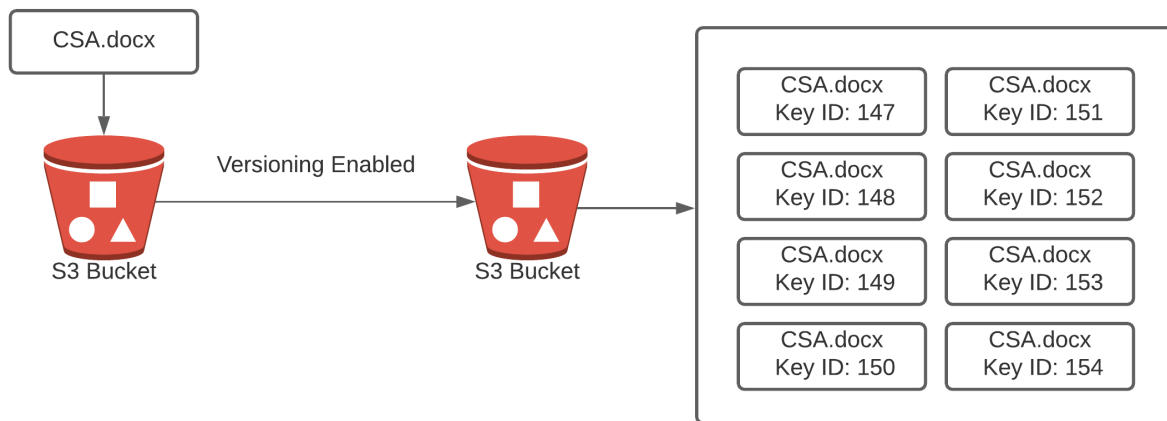 CSA.docx
Versioning Enabled
S3 Bucket
S3 Bucket
CSA.docx
Key ID: 147
CSA.docx
Key ID: 151
CSA.docx
Key ID: 148
CSA.docx
Key ID: 152
CSA.docx
Key ID: 149
CSA.docx
Key ID: 153
CSA.docx
Key ID: 150
CSA.docx
Key ID: 154